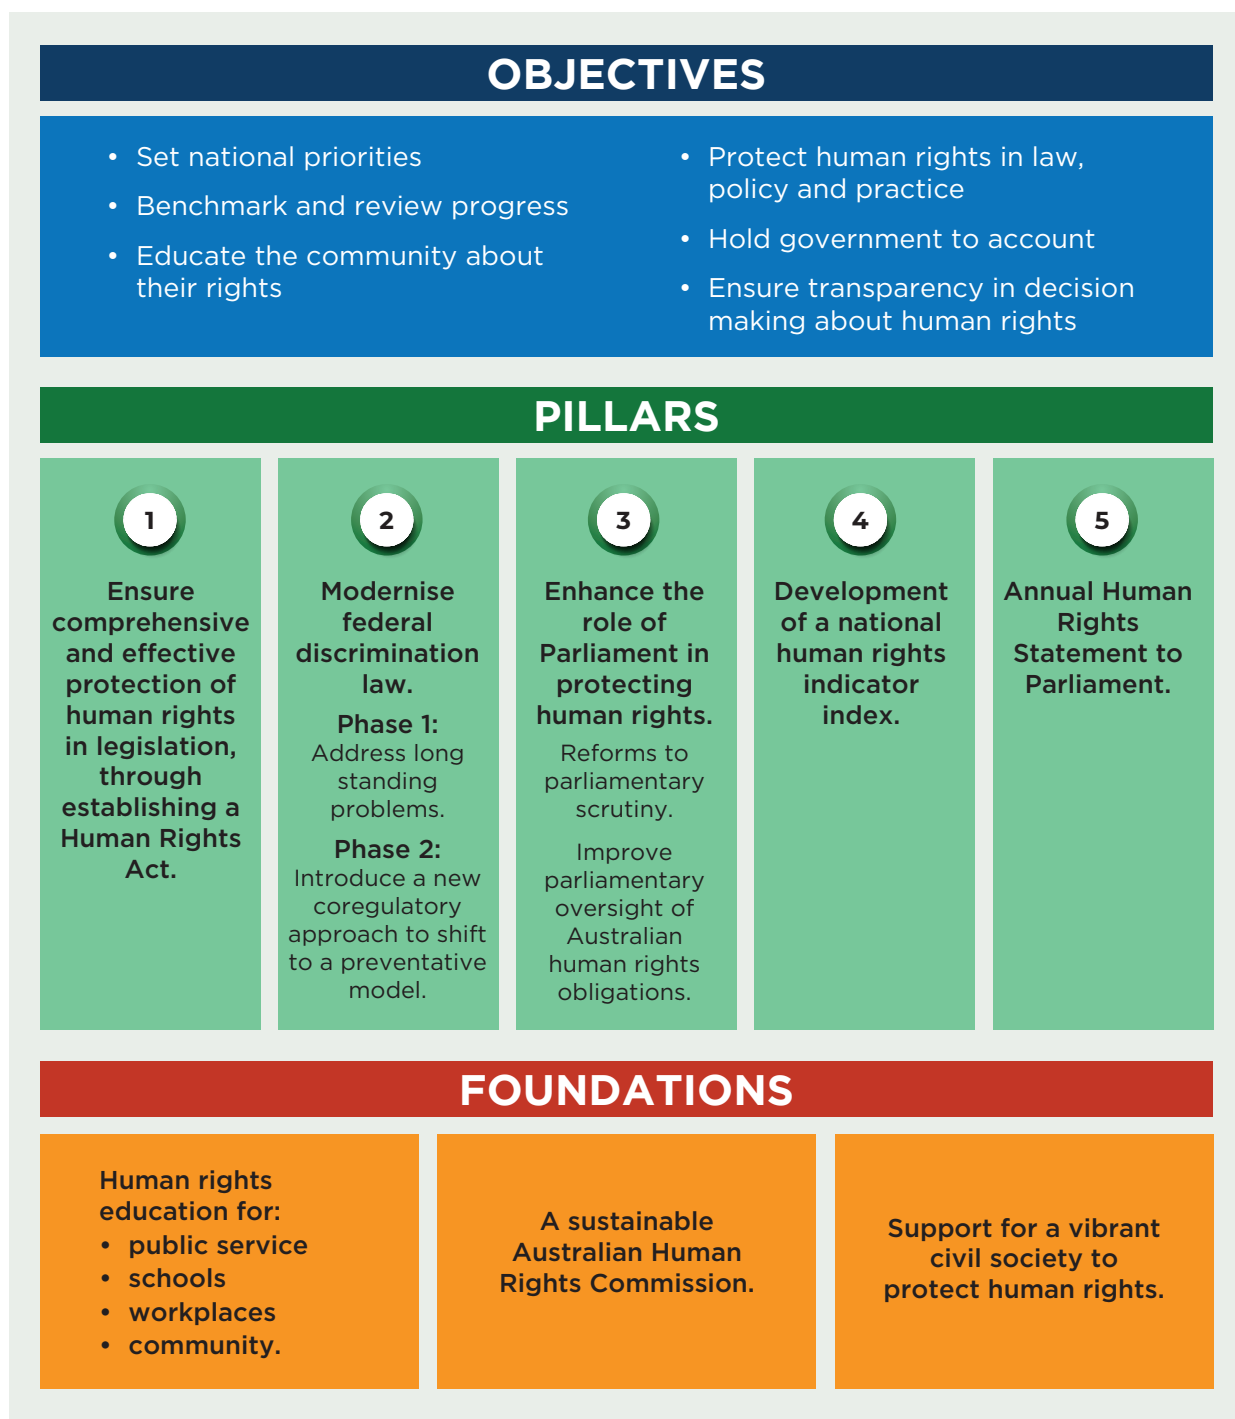 OBJECTIVES
• Set national priorities
• Benchmark and review progress
• Educate the community about
their rights
• Protect human rights in law,
policy and practice
• Hold government to account
• Ensure transparency in decision
making about human rights
PILLARS
1
Ensure
comprehensive
and effective
protection of
human rights
in legislation,
through
establishing a
Human Rights
Act.
2
Modernise
federal
discrimination
law.
Phase 1:
Address long
standing
problems.
Phase 2:
Introduce a new
coregulatory
approach to shift
to a preventative
model.
3
Enhance the
role of
Parliament in
protecting
human rights.
Reforms to
parliamentary
scrutiny.
Improve
parliamentary
oversight of
Australian
human rights
obligations.
4
Development
of a national
human rights
indicator
index.
5
Annual Human
Rights
Statement to
Parliament.
FOUNDATIONS
Human rights
education for:
• public service
• schools
• workplaces
• community.
A sustainable
Australian Human
Rights Commission.
Support for a vibrant
civil society to
protect human rights.